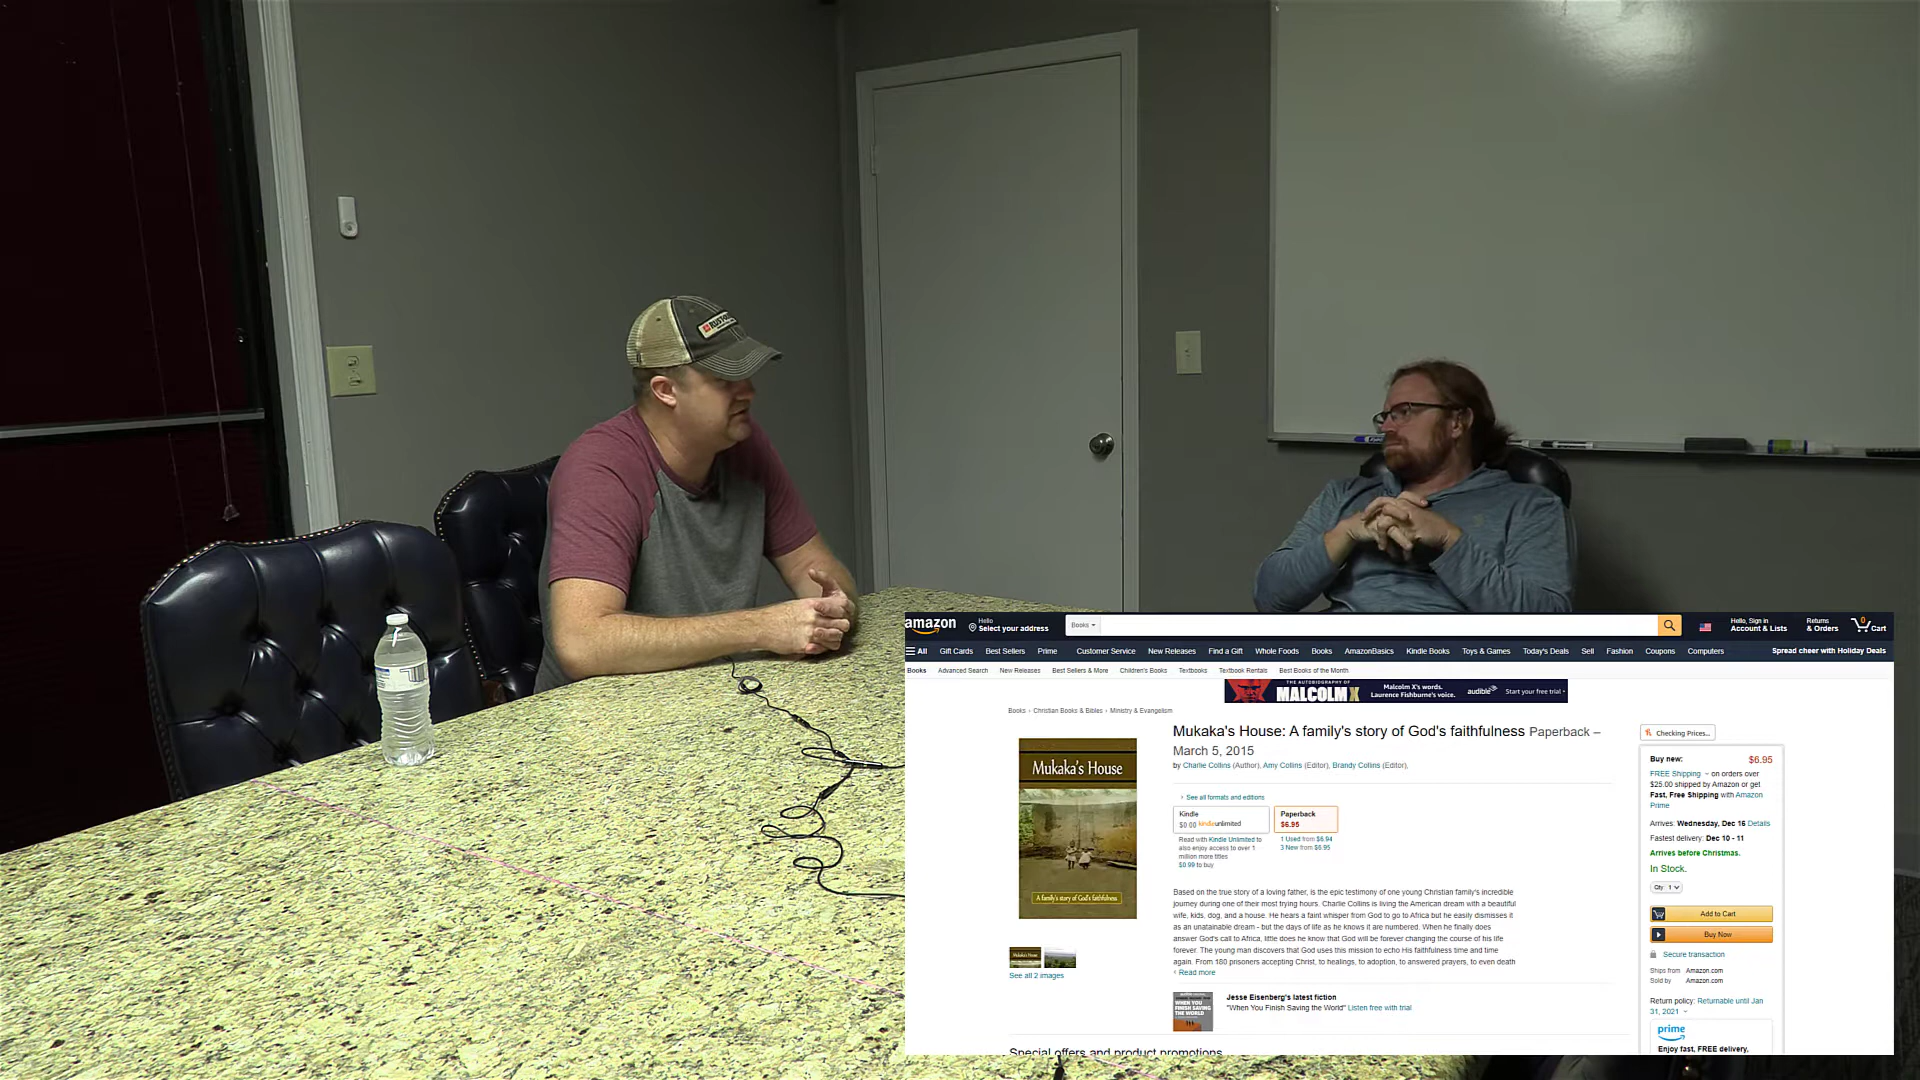 RUSTO
amazon
Hello
Select your address
Books
Hello, Sign in
Account & Lists
Returns
& Orders
0
Cart
All Gift Cards Best Sellers Prime Customer Service New Releases Find a Gift Whole Foods Books AmazonBasics Kindle Books Toys & Games Today's Deals Sell Fashion Coupons Computers
Spread cheer with Holiday Deals
Books Advanced Search New Releases Best Sellers & More Children's Books Textbooks Textbook Rentals Best Books of the Month
THE AUTOBIOGRAPHY OF
MALCOLM X
Malcolm X's words.
Laurence Fishburne's voice.
audible
Start your free trial ›
Books › Christian Books & Bibles › Ministry & Evangelism
Mukaka's House
A family's story of God's faithfulness
See all 2 images
Mukaka's House: A family's story of God's faithfulness Paperback –
March 5, 2015
by Charlie Collins (Author), Amy Collins (Editor), Brandy Collins (Editor),
› See all formats and editions
Kindle
$0.00 kindleunlimited
Paperback
$6.95
Read with Kindle Unlimited to
also enjoy access to over 1
million more titles
$0.99 to buy
1 Used from $6.94
3 New from $6.95
Based on the true story of a loving father, is the epic testimony of one young Christian family's incredible
journey during one of their most trying hours. Charlie Collins is living the American dream with a beautiful
wife, kids, dog, and a house. He hears a faint whisper from God to go to Africa but he easily dismisses it
as an unattainable dream - but the days of life as he knows it are numbered. When he finally does
answer God's call to Africa, little does he know that God will be forever changing the course of his life
forever. The young man discovers that God uses this mission to echo His faithfulness time and time
again. From 180 prisoners accepting Christ, to healings, to adoption, to answered prayers, to even death
Read more
WHEN YOU
FINISH SAVING
THE WORLD
Jesse Eisenberg's latest fiction
"When You Finish Saving the World" Listen free with trial
Special offers and product promotions
Checking Prices...
Buy new:
$6.95
FREE Shipping on orders over
$25.00 shipped by Amazon or get
Fast, Free Shipping with Amazon
Prime
Arrives: Wednesday, Dec 16 Details
Fastest delivery: Dec 10 - 11
Arrives before Christmas.
In Stock.
Qty: 1
Add to Cart
Buy Now
Secure transaction
Ships from Amazon.com
Sold by Amazon.com
Return policy: Returnable until Jan
31, 2021
prime
Enjoy fast, FREE delivery,